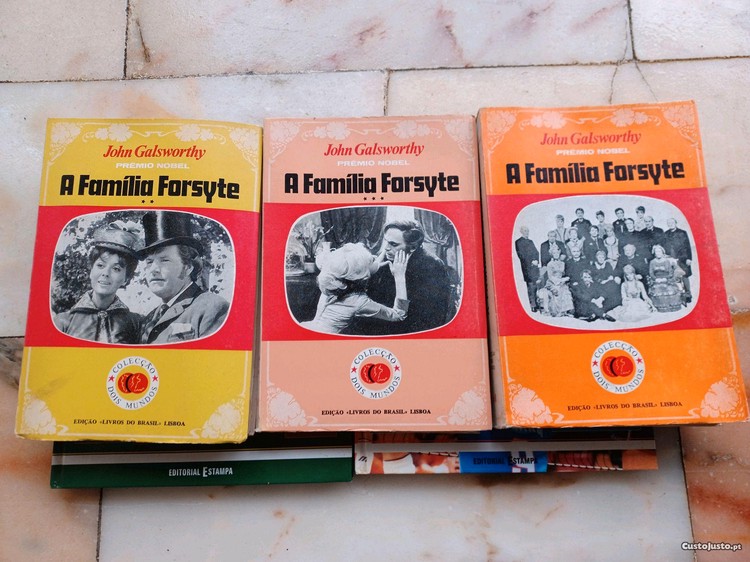 John Galsworthy
PRÉMIO NOBEL
A Família Forsyte
COLECÇÃO
DOIS MUNDOS
EDIÇÃO «LIVROS DO BRASIL» LISBOA
John Galsworthy
PRÉMIO NOBEL
A Família Forsyte
COLECÇÃO
DOIS MUNDOS
EDIÇÃO «LIVROS DO BRASIL» LISBOA
John Galsworthy
PRÉMIO NOBEL
A Família Forsyte
COLECÇÃO
DOIS MUNDOS
EDIÇÃO «LIVROS DO BRASIL» LISBOA
EDITORIAL ESTAMPA
EDITORIAL ESTAMPA
CustoJusto.pt